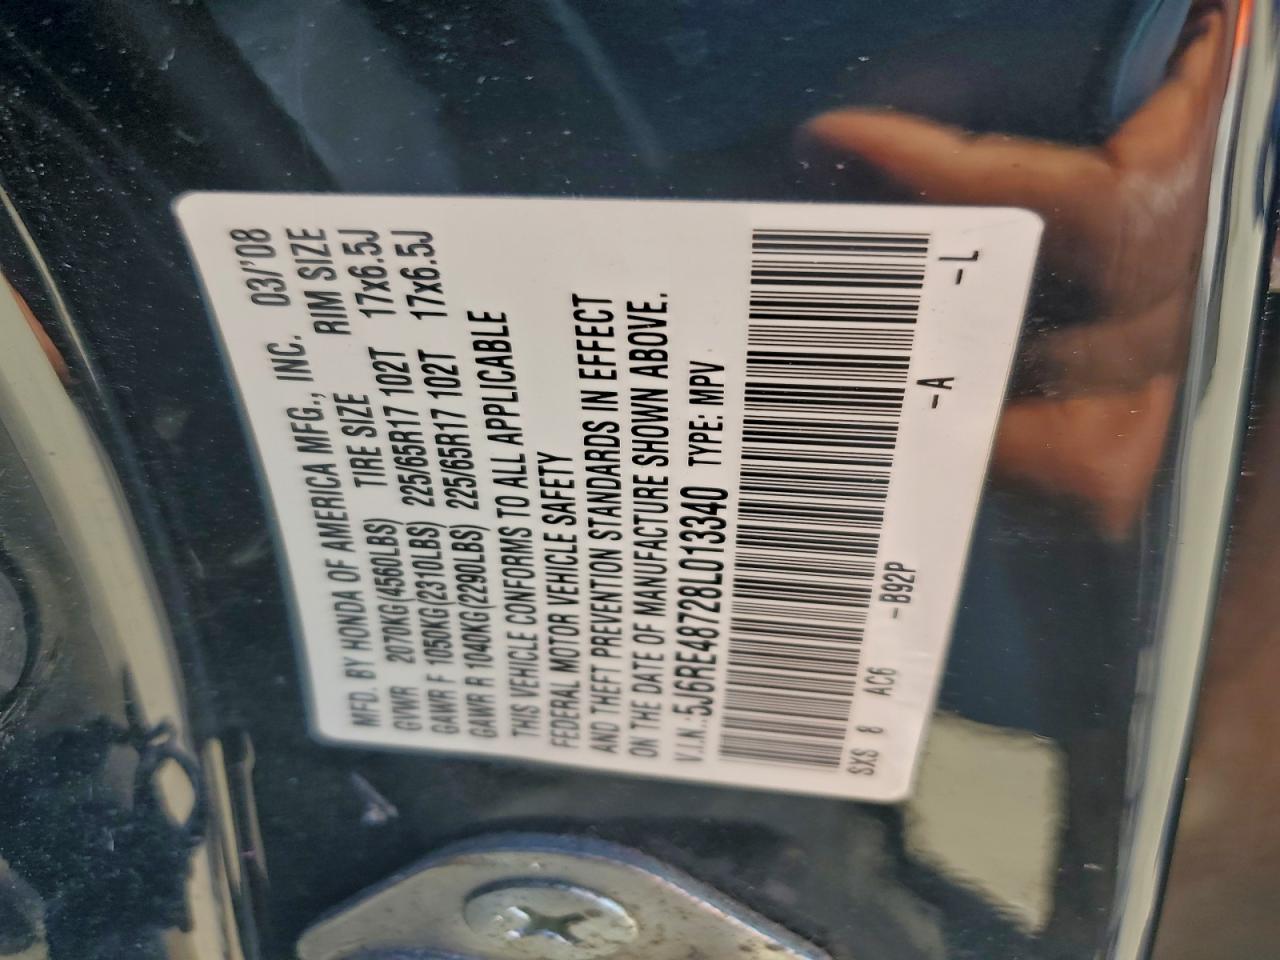 MFD. BY HONDA OF AMERICA MFG., INC. 03/'08
GVWR 2070KG(4560LBS) TIRE SIZE RIM SIZE
GAWR F 1050KG(2310LBS) 225/65R17 102T 17x6.5J
GAWR R 1040KG(2290LBS) 225/65R17 102T 17x6.5J
THIS VEHICLE CONFORMS TO ALL APPLICABLE
FEDERAL MOTOR VEHICLE SAFETY
AND THEFT PREVENTION STANDARDS IN EFFECT
ON THE DATE OF MANUFACTURE SHOWN ABOVE.
V.I.N.:5J6RE48728L013340 TYPE: MPV
SXS 8 AC6 -B92P -A -L